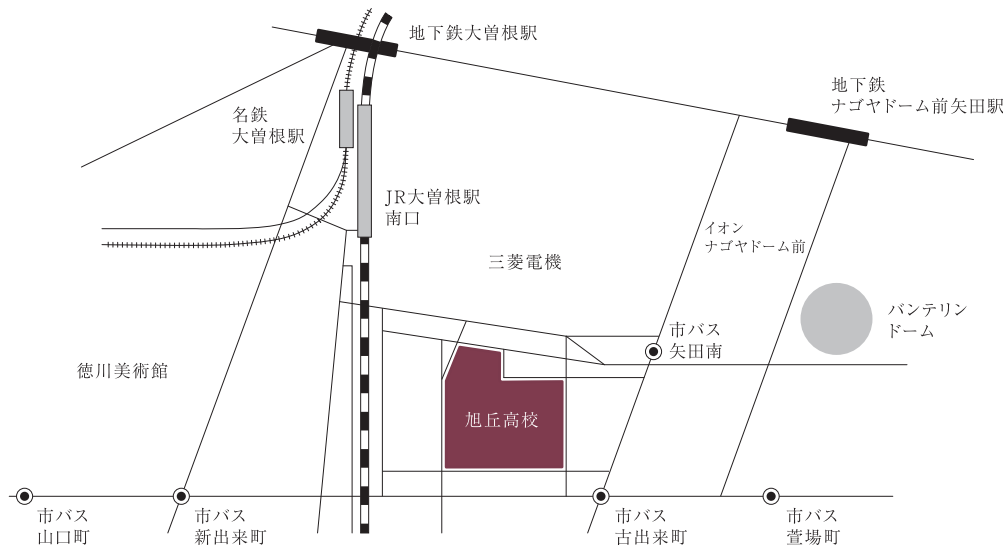 地下鉄大曽根駅
地下鉄
ナゴヤドーム前矢田駅
名鉄
大曽根駅
JR大曽根駅
南口
イオン
ナゴヤドーム前
三菱電機
バンテリン
ドーム
市バス
矢田南
徳川美術館
旭丘高校
市バス
山口町
市バス
新出来町
市バス
古出来町
市バス
萱場町